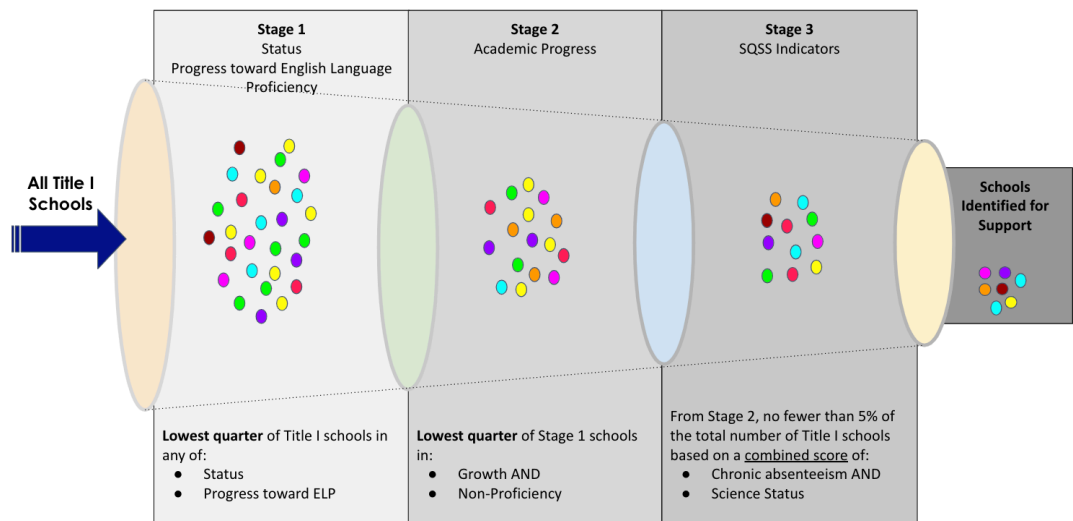 Stage 1
Status
Progress toward English Language
Proficiency
Stage 2
Academic Progress
Stage 3
SQSS Indicators
All Title I
Schools
Schools
Identified for
Support
Lowest quarter of Title I schools in
any of:
● Status
● Progress toward ELP
Lowest quarter of Stage 1 schools
in:
● Growth AND
● Non-Proficiency
From Stage 2, no fewer than 5% of
the total number of Title I schools
based on a combined score of:
● Chronic absenteeism AND
● Science Status